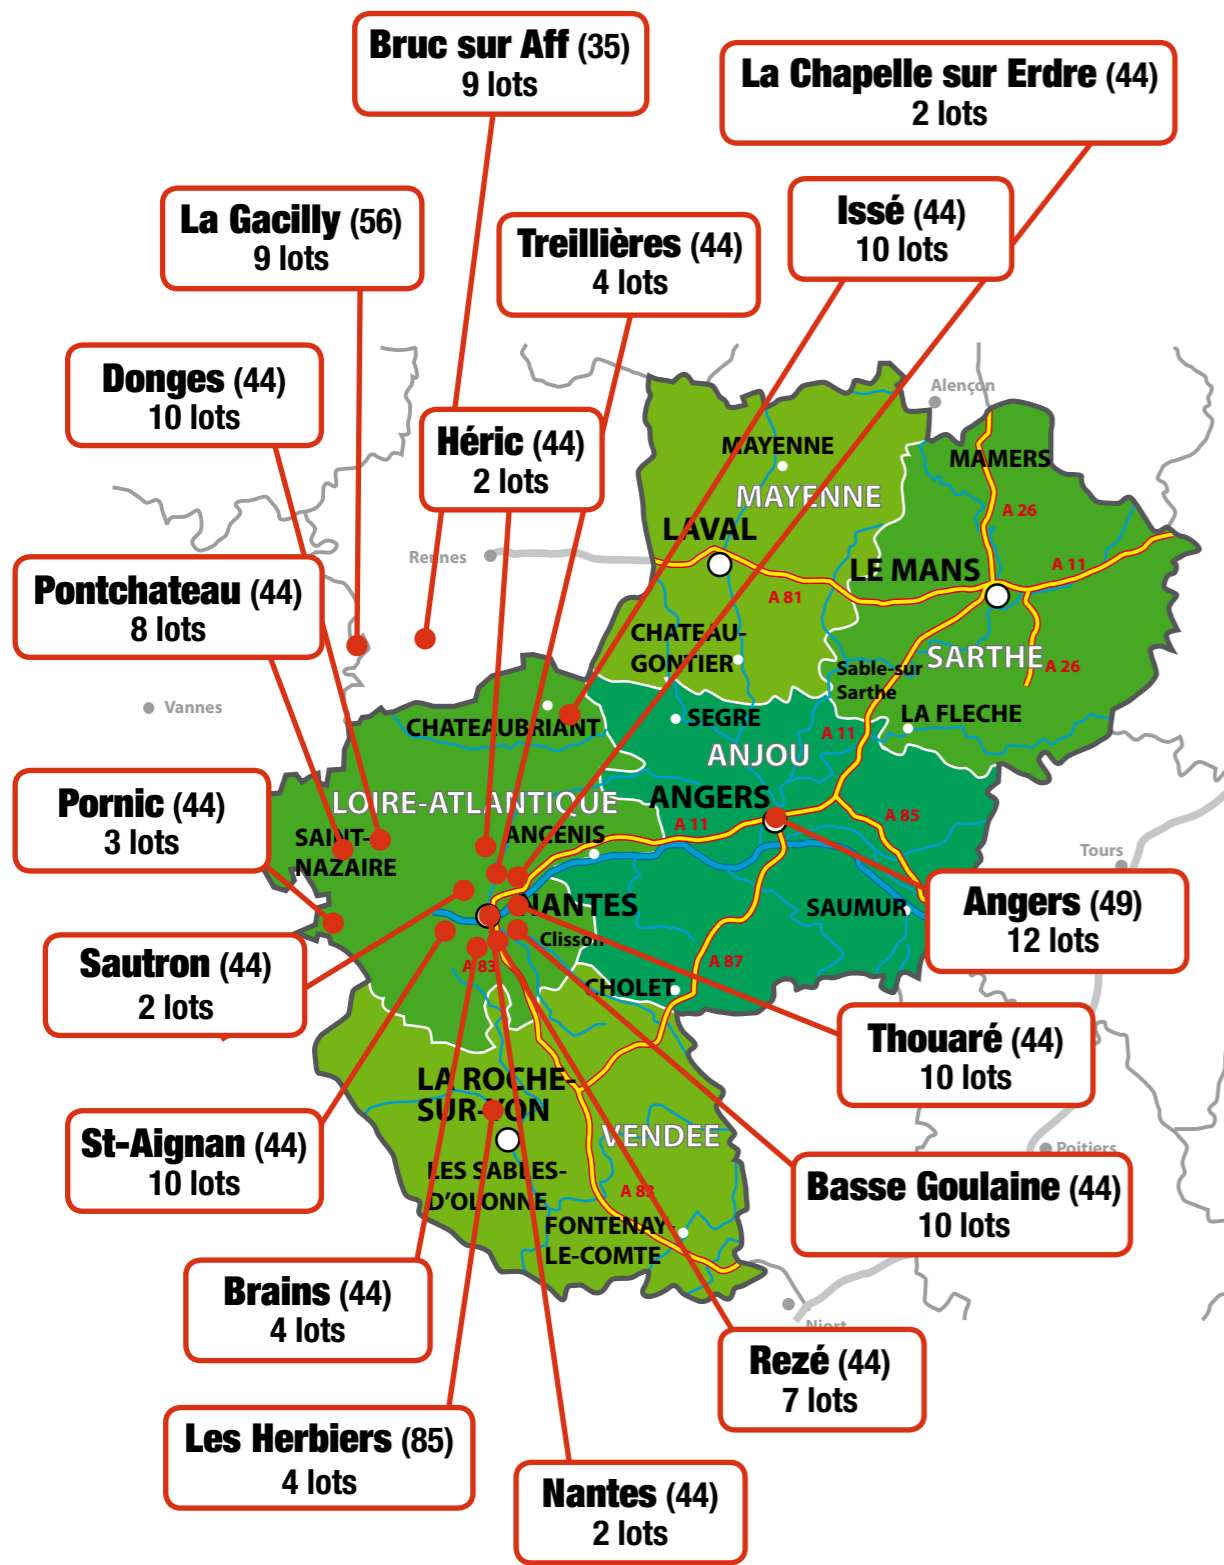 Bruc sur Aff (35)
9 lots
La Chapelle sur Erdre (44)
2 lots
La Gacilly (56)
9 lots
Treillières (44)
4 lots
Issé (44)
10 lots
Donges (44)
10 lots
Héric (44)
2 lots
Pontchateau (44)
8 lots
Pornic (44)
3 lots
Sautron (44)
2 lots
St-Aignan (44)
10 lots
Brains (44)
4 lots
Les Herbiers (85)
4 lots
Nantes (44)
2 lots
Rezé (44)
7 lots
Basse Goulaine (44)
10 lots
Thouaré (44)
10 lots
Angers (49)
12 lots
Alençon
MAYENNE
MAMERS
MAYENNE
A 26
LAVAL
Rennes
LE MANS
A 11
A 81
CHATEAU-
GONTIER
SARTHE
A 26
Sable-sur
Sarthe
Vannes
CHATEAUBRIANT
SEGRE
LA FLECHE
A 11
ANJOU
LOIRE-ATLANTIQUE
ANGERS
A 11
A 85
SAINT-
NAZAIRE
ANCENIS
Tours
NANTES
SAUMUR
Clisson
A 83
A 87
CHOLET
LA ROCHE-
SUR-YON
VENDEE
Poitiers
LES SABLES-
D'OLONNE
A 83
FONTENAY-
LE-COMTE
Niort